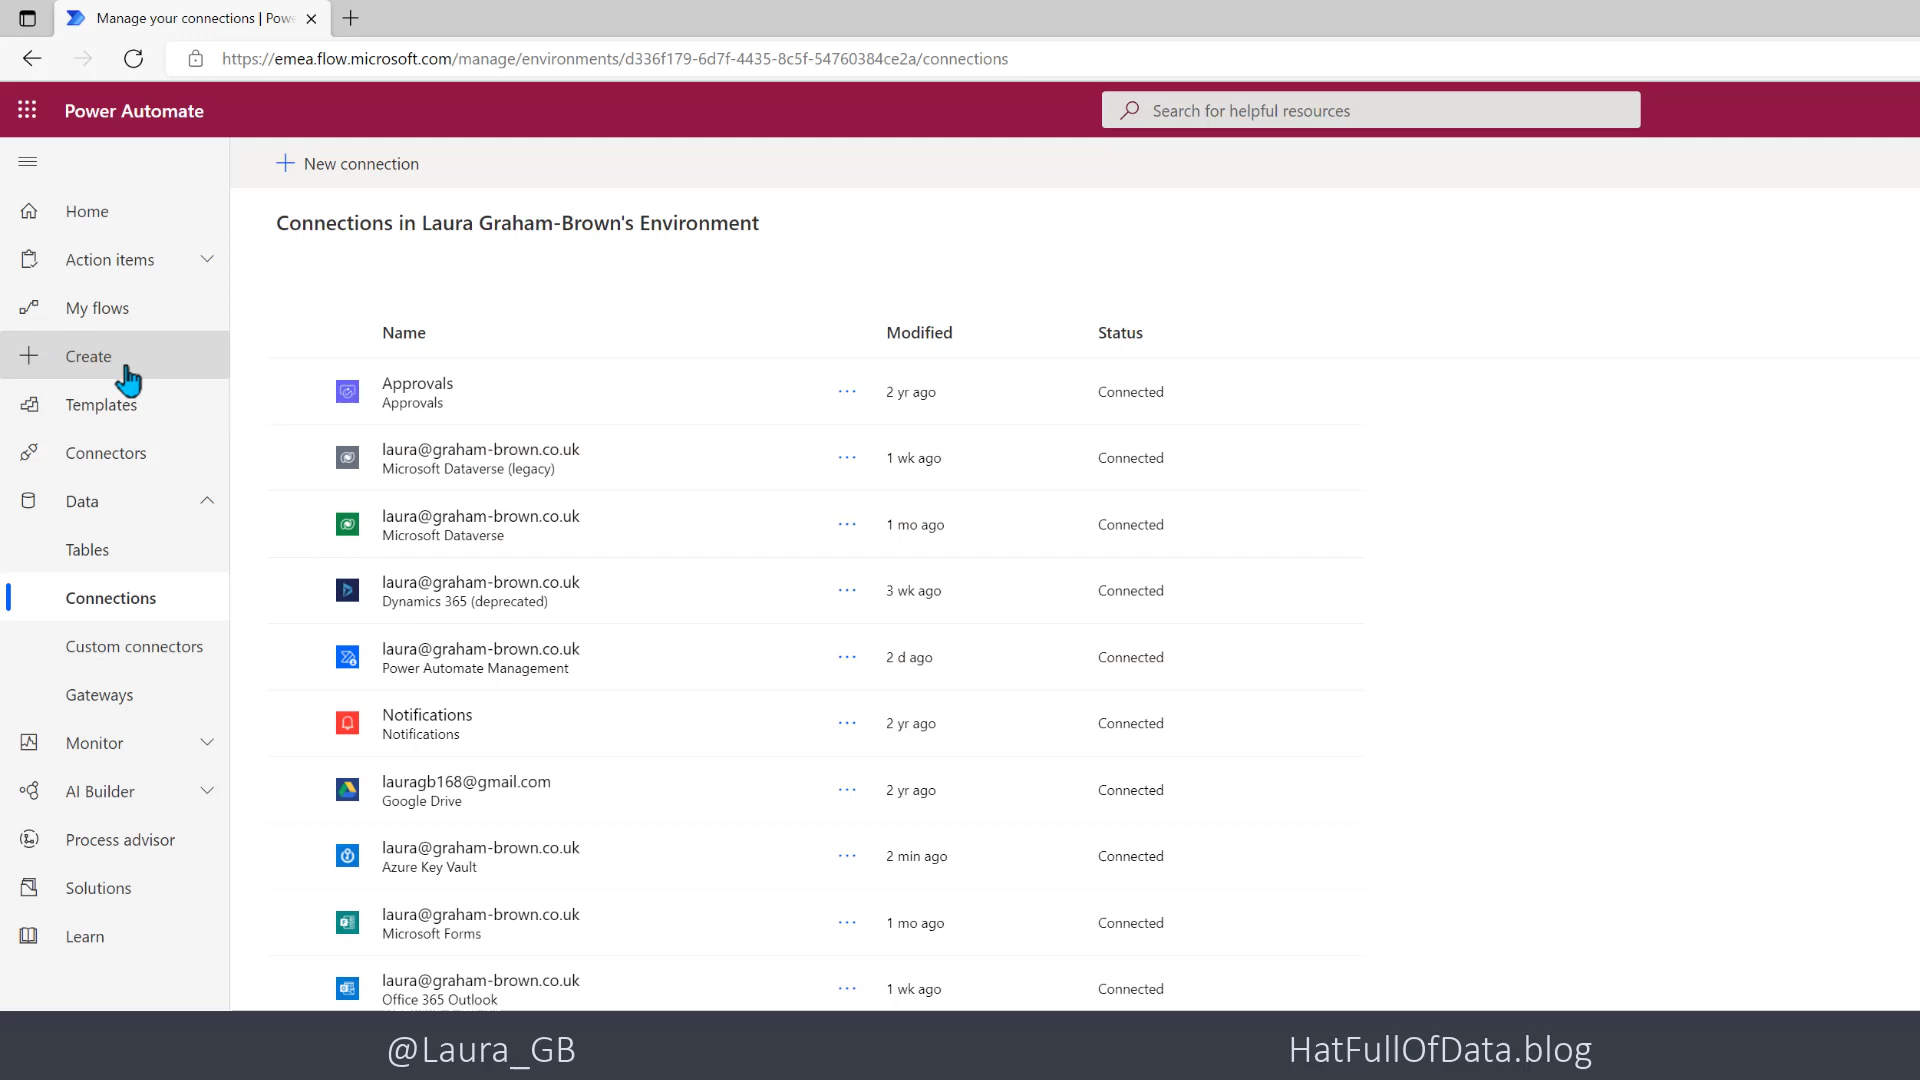 Manage your connections | Powe
https://emea.flow.microsoft.com/manage/environments/d336f179-6d7f-4435-8c5f-54760384ce2a/connections
Power Automate
Search for helpful resources
New connection
Home
Action items
My flows
Create
Templates
Connectors
Data
Tables
Connections
Custom connectors
Gateways
Monitor
AI Builder
Process advisor
Solutions
Learn
Connections in Laura Graham-Brown's Environment
Name Modified Status
Approvals
Approvals
2 yr ago Connected
laura@graham-brown.co.uk
Microsoft Dataverse (legacy)
1 wk ago Connected
laura@graham-brown.co.uk
Microsoft Dataverse
1 mo ago Connected
laura@graham-brown.co.uk
Dynamics 365 (deprecated)
3 wk ago Connected
laura@graham-brown.co.uk
Power Automate Management
2 d ago Connected
Notifications
Notifications
2 yr ago Connected
lauragb168@gmail.com
Google Drive
2 yr ago Connected
laura@graham-brown.co.uk
Azure Key Vault
2 min ago Connected
laura@graham-brown.co.uk
Microsoft Forms
1 mo ago Connected
laura@graham-brown.co.uk
Office 365 Outlook
1 wk ago Connected
@Laura_GB
HatFullOfData.blog